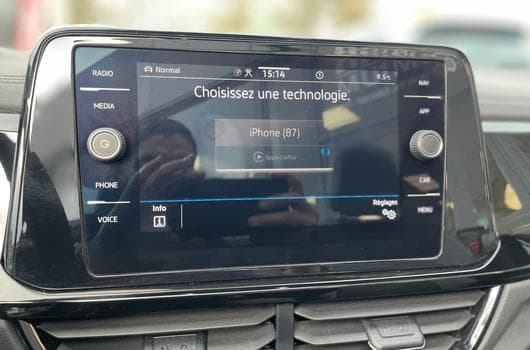 RADIO
MEDIA
PHONE
VOICE
Normal
15:14
9.5°C
Choisissez une technologie.
iPhone (87)
Apple CarPlay
Info
Réglages
NAV
APP
CAR
MENU